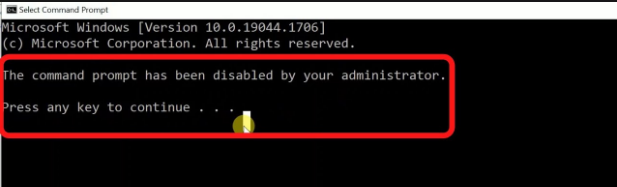 Select Command Prompt
Microsoft Windows [Version 10.0.19044.1706]
(c) Microsoft Corporation. All rights reserved.
The command prompt has been disabled by your administrator.
Press any key to continue . . .